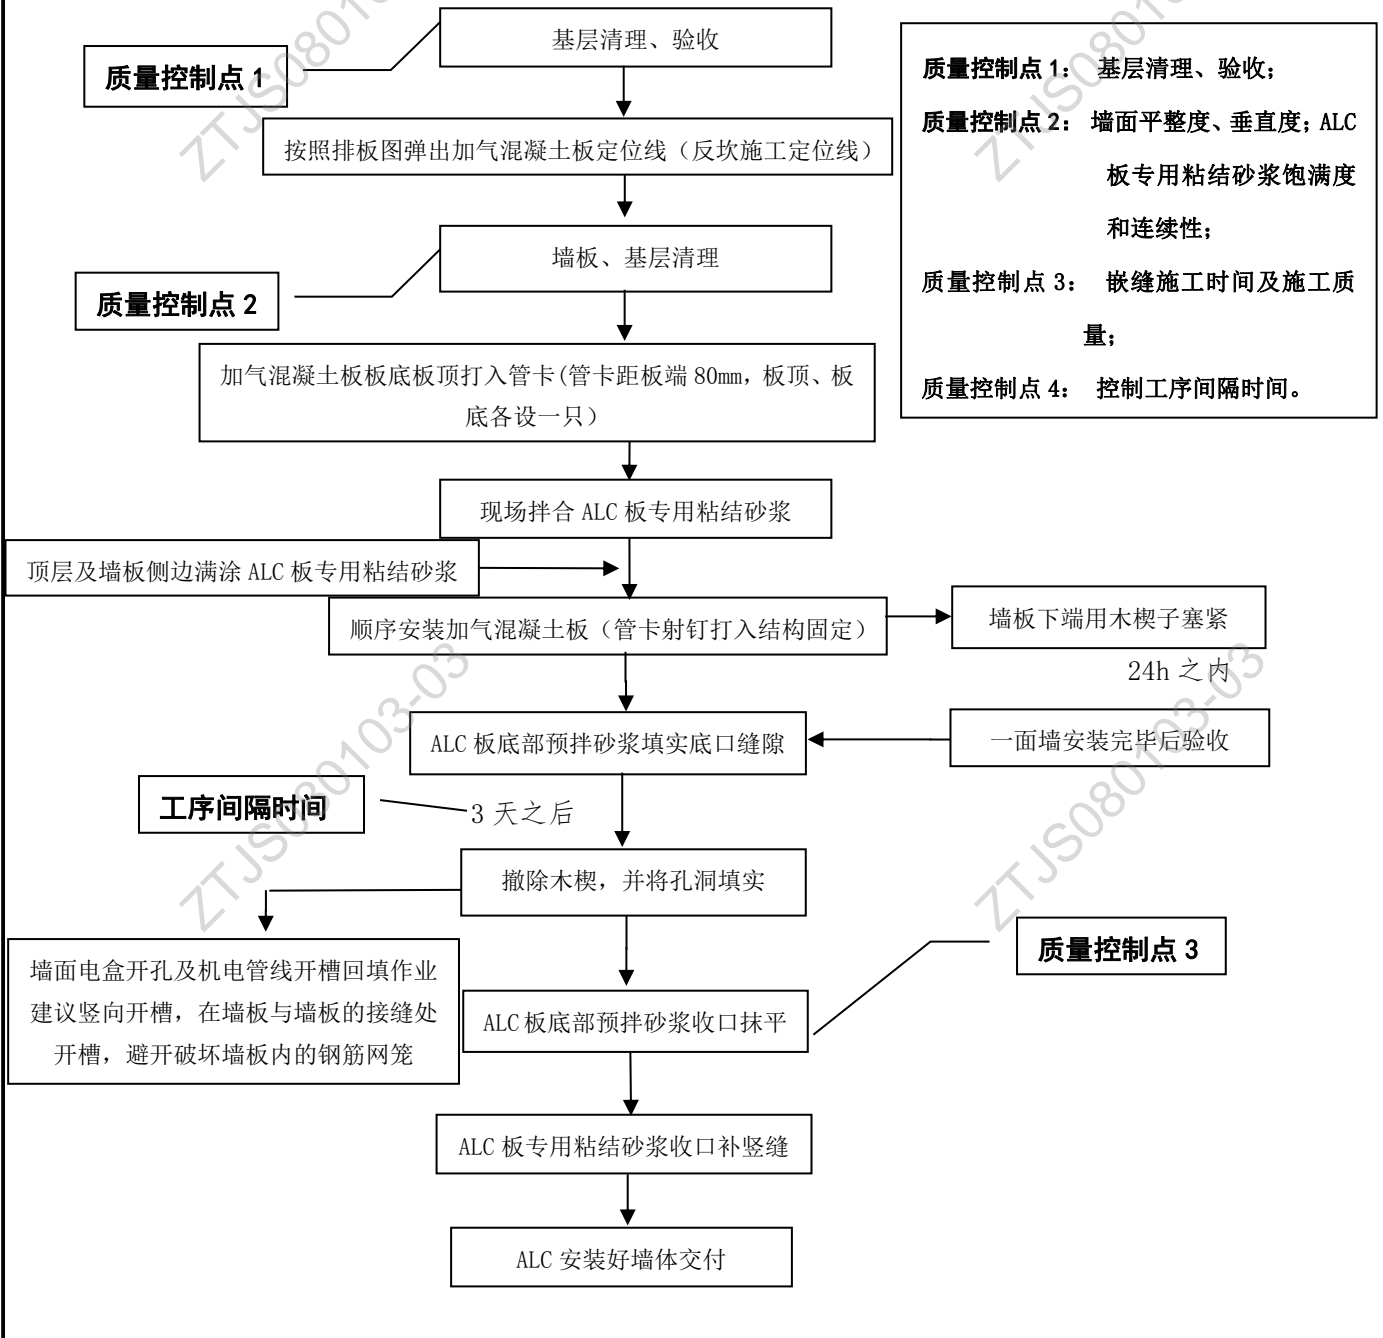 基层清理、验收
质量控制点 1
按照排板图弹出加气混凝土板定位线（反坎施工定位线）
墙板、基层清理
质量控制点 2
加气混凝土板板底板顶打入管卡(管卡距板端 80mm，板顶、板
底各设一只）
现场拌合 ALC 板专用粘结砂浆
顶层及墙板侧边满涂 ALC 板专用粘结砂浆
顺序安装加气混凝土板（管卡射钉打入结构固定）
墙板下端用木楔子塞紧
24h 之内
ALC 板底部预拌砂浆填实底口缝隙
一面墙安装完毕后验收
工序间隔时间
3 天之后
撤除木楔，并将孔洞填实
墙面电盒开孔及机电管线开槽回填作业
建议竖向开槽，在墙板与墙板的接缝处
开槽，避开破坏墙板内的钢筋网笼
质量控制点 3
ALC 板底部预拌砂浆收口抹平
ALC 板专用粘结砂浆收口补竖缝
ALC 安装好墙体交付
质量控制点 1： 基层清理、验收；
质量控制点 2： 墙面平整度、垂直度；ALC
板专用粘结砂浆饱满度
和连续性；
质量控制点 3： 嵌缝施工时间及施工质
量；
质量控制点 4： 控制工序间隔时间。
ZTJS080103-03
ZTJS080103-03